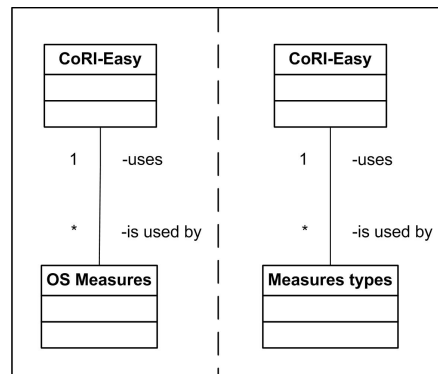 CoRI-Easy
1 -uses
* -is used by
OS Measures
CoRI-Easy
1 -uses
* -is used by
Measures types